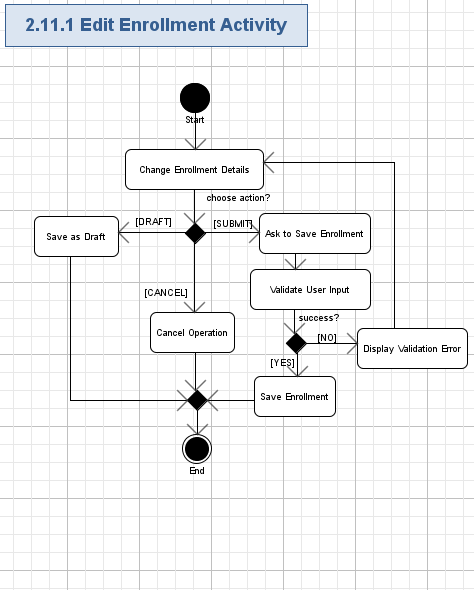 2.11.1 Edit Enrollment Activity
Start
Change Enrollment Details
choose action?
[DRAFT]
[SUBMIT]
Save as Draft
Ask to Save Enrollment
Validate User Input
[CANCEL]
success?
Cancel Operation
[NO]
Display Validation Error
[YES]
Save Enrollment
End